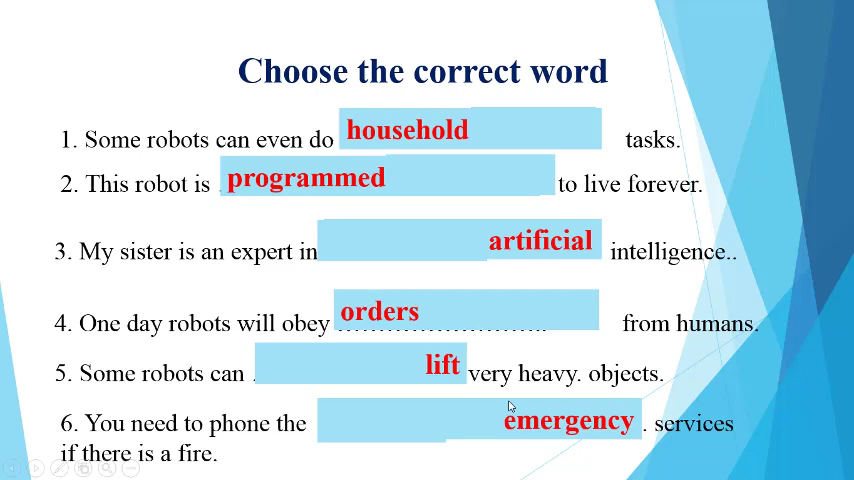 Choose the correct word
1. Some robots can even do household tasks.
2. This robot is programmed to live forever.
3. My sister is an expert in artificial intelligence..
4. One day robots will obey orders ........................... from humans.
5. Some robots can . lift very heavy. objects.
6. You need to phone the emergency . services
if there is a fire.